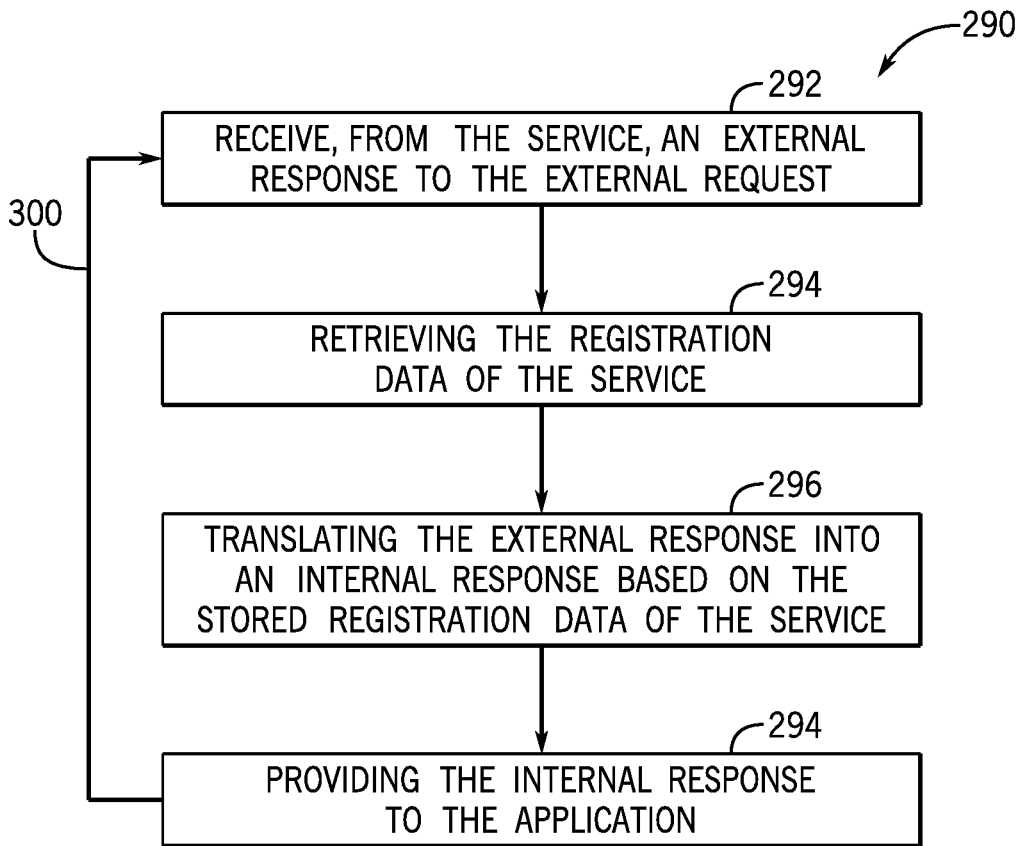 290
292
RECEIVE, FROM THE SERVICE, AN EXTERNAL
RESPONSE TO THE EXTERNAL REQUEST
300
294
RETRIEVING THE REGISTRATION
DATA OF THE SERVICE
296
TRANSLATING THE EXTERNAL RESPONSE INTO
AN INTERNAL RESPONSE BASED ON THE
STORED REGISTRATION DATA OF THE SERVICE
294
PROVIDING THE INTERNAL RESPONSE
TO THE APPLICATION